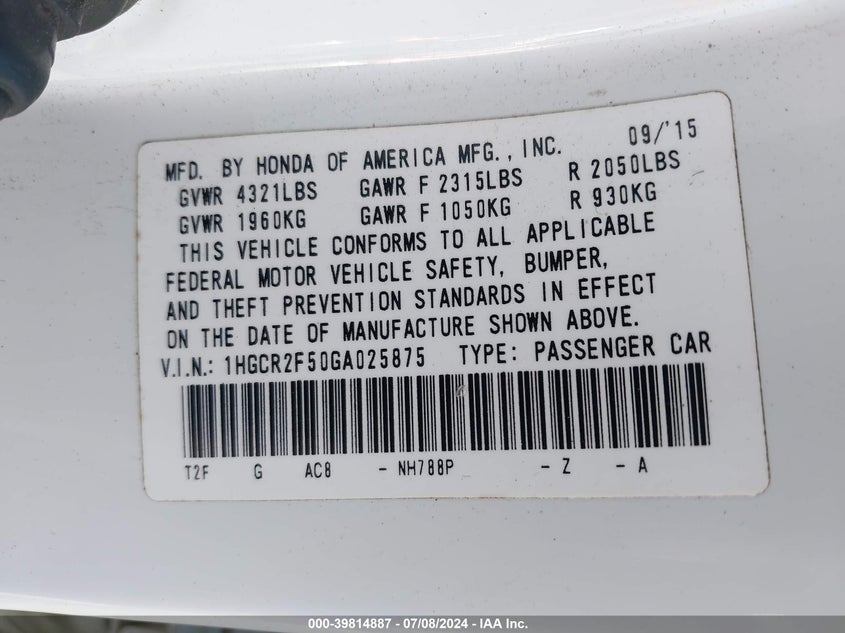 MFD. BY HONDA OF AMERICA MFG., INC. 09/'15
GVWR 4321LBS GAWR F 2315LBS R 2050LBS
GVWR 1960KG GAWR F 1050KG R 930KG
THIS VEHICLE CONFORMS TO ALL APPLICABLE
FEDERAL MOTOR VEHICLE SAFETY, BUMPER,
AND THEFT PREVENTION STANDARDS IN EFFECT
ON THE DATE OF MANUFACTURE SHOWN ABOVE.
V.I.N.: 1HGCR2F50GA025875 TYPE: PASSENGER CAR
T2F G AC8 - NH788P - Z - A
000-39814887 - 07/08/2024 - IAA Inc.